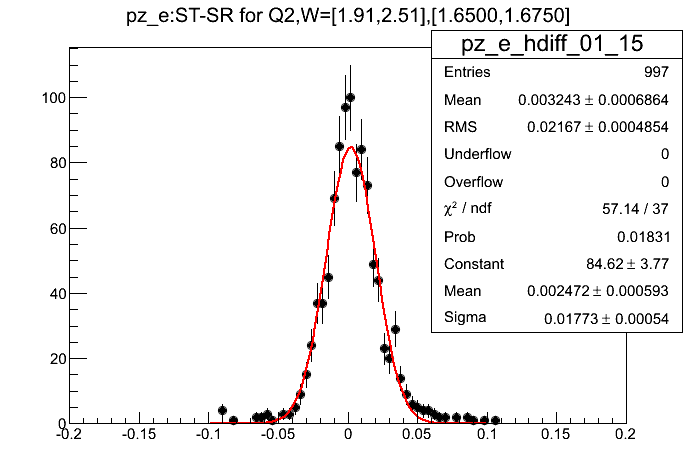 pz_e:ST-SR for Q2,W=[1.91,2.51],[1.6500,1.6750]
pz_e_hdiff_01_15
Entries 997
Mean 0.003243 ± 0.0006864
RMS 0.02167 ± 0.0004854
Underflow 0
Overflow 0
χ² / ndf 57.14 / 37
Prob 0.01831
Constant 84.62 ± 3.77
Mean 0.002472 ± 0.000593
Sigma 0.01773 ± 0.00054
100
80
60
40
20
0
-0.2 -0.15 -0.1 -0.05 0 0.05 0.1 0.15 0.2